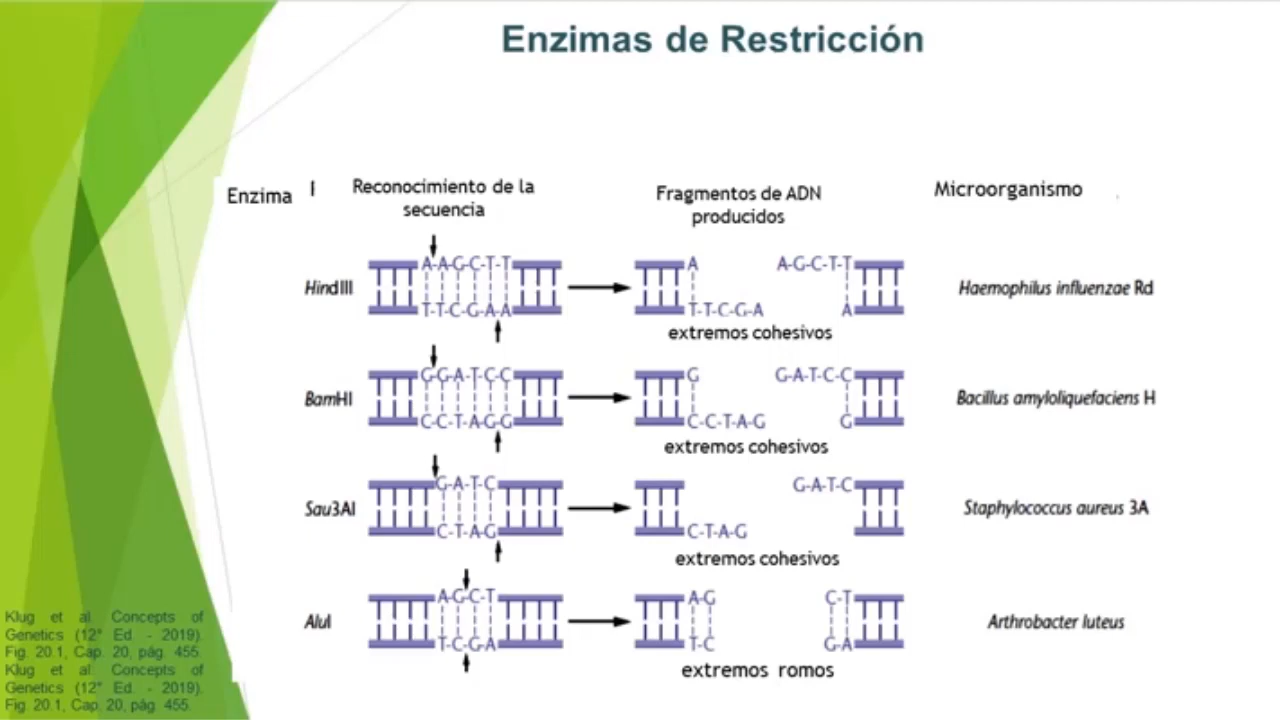 Enzimas de Restricción
Enzima
Reconocimiento de la
secuencia
Fragmentos de ADN
producidos
Microorganismo
HindIII
A-A-G-C-T-T
T-T-C-G-A-A
A
T-T-C-G-A
A-G-C-T-T
A
extremos cohesivos
Haemophilus influenzae Rd
BamHI
G-G-A-T-C-C
C-C-T-A-G-G
G
C-C-T-A-G
G-A-T-C-C
G
extremos cohesivos
Bacillus amyloliquefaciens H
Sau3AI
G-A-T-C
C-T-A-G
C-T-A-G
G-A-T-C
extremos cohesivos
Staphylococcus aureus 3A
AluI
A-G-C-T
T-C-G-A
A-G
T-C
C-T
G-A
extremos romos
Arthrobacter luteus
Klug et al. Concepts of
Genetics (12° Ed. - 2019).
Fig. 20.1, Cap. 20, pág. 455.
Klug et al. Concepts of
Genetics (12° Ed. - 2019).
Fig. 20.1, Cap. 20, pág. 455.